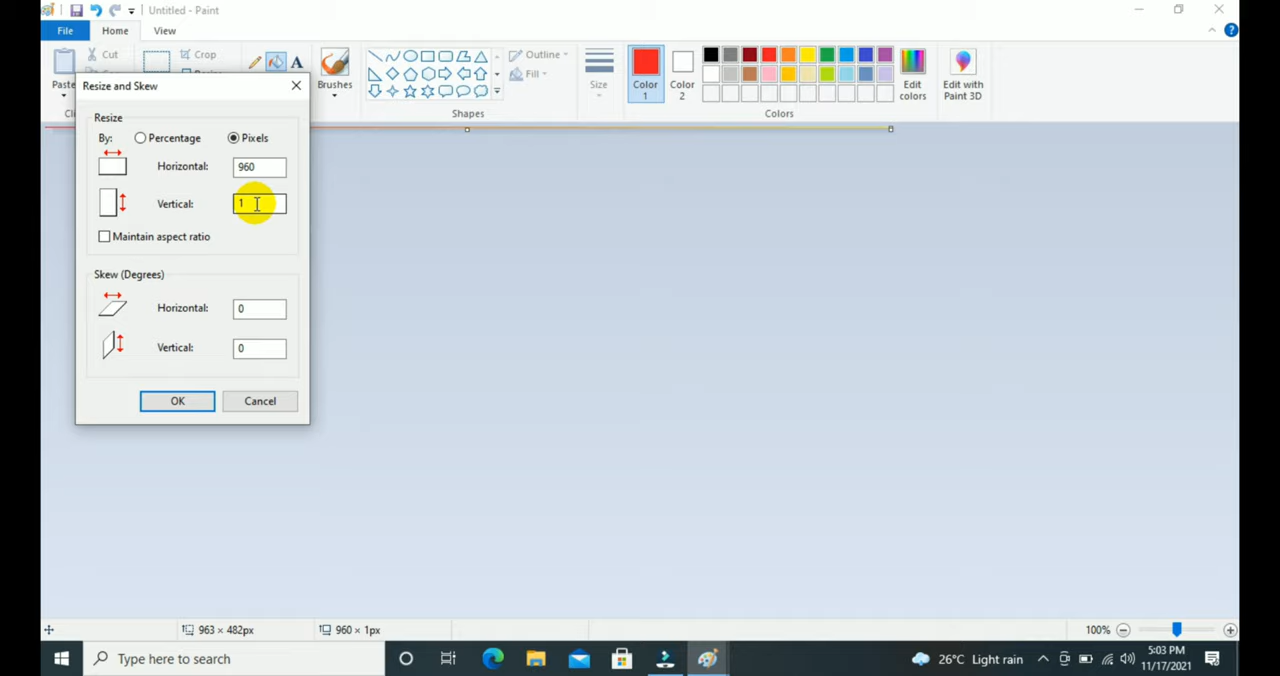 Untitled - Paint
File Home View
Paste
Cut
Crop
A
Brushes
Outline
Fill
Shapes
Size
Color 1
Color 2
Colors
Edit colors
Edit with Paint 3D
Resize and Skew
Resize
By: Percentage Pixels
Horizontal: 960
Vertical: 1
Maintain aspect ratio
Skew (Degrees)
Horizontal: 0
Vertical: 0
OK Cancel
963 × 482px 960 × 1px 100%
Type here to search
26°C Light rain
5:03 PM
11/17/2021